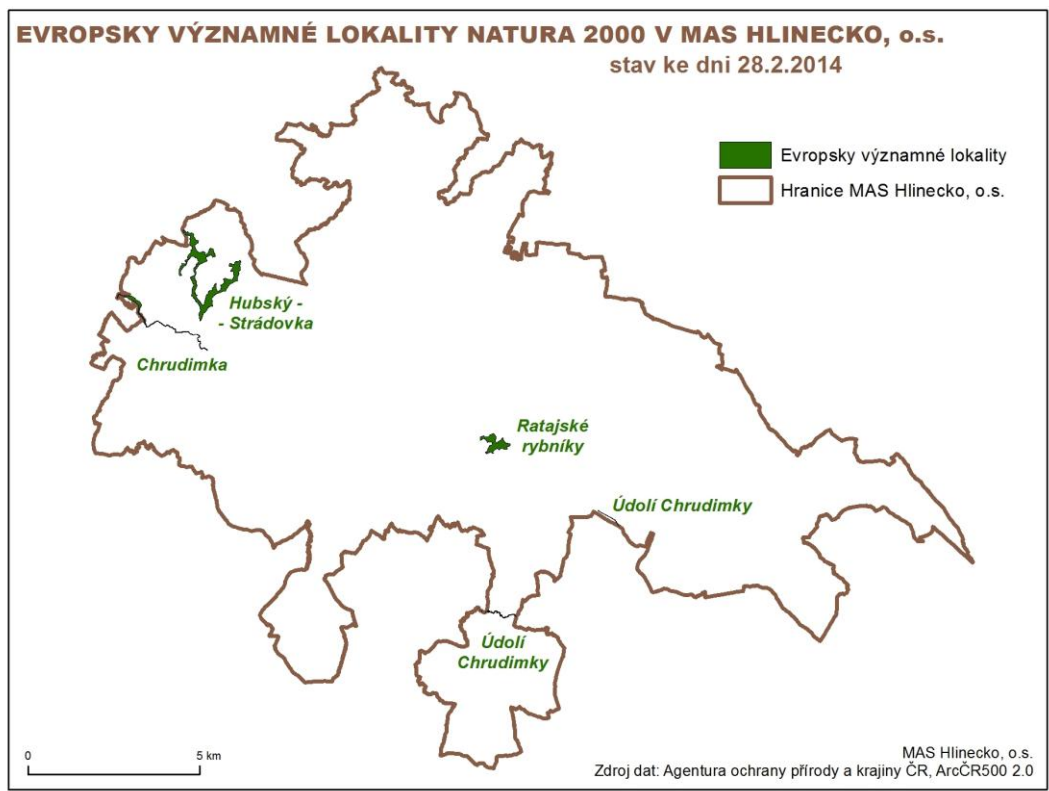 EVROPSKY VÝZNAMNÉ LOKALITY NATURA 2000 V MAS HLINECKO, o.s.
stav ke dni 28.2.2014
Evropsky významné lokality
Hranice MAS Hlinecko, o.s.
Hubský -
- Strádovka
Chrudimka
Ratajské
rybníky
Údolí Chrudimky
Údolí
Chrudimky
0 5 km
MAS Hlinecko, o.s.
Zdroj dat: Agentura ochrany přírody a krajiny ČR, ArcČR500 2.0